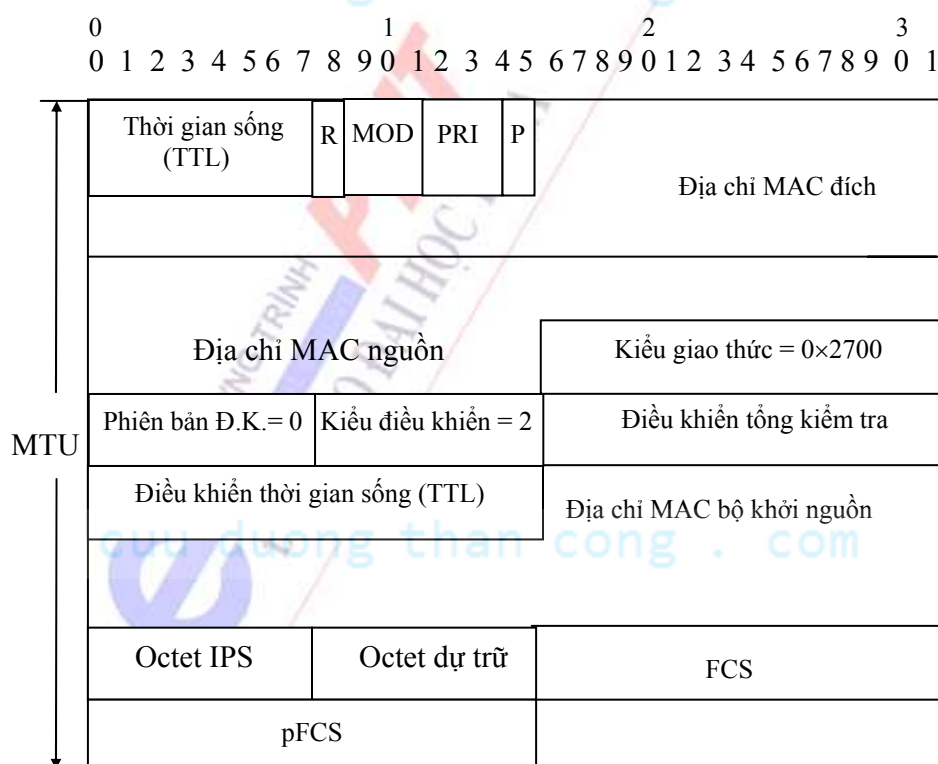 0 1 2 3
0 1 2 3 4 5 6 7 8 9 0 1 2 3 4 5 6 7 8 9 0 1 2 3 4 5 6 7 8 9 0 1
Thời gian sống
(TTL)
R MOD PRI P
Địa chỉ MAC đích
Địa chỉ MAC nguồn
Kiểu giao thức = 0×2700
MTU
Phiên bản Đ.K.= 0 Kiểu điều khiển = 2 Điều khiển tổng kiểm tra
Điều khiển thời gian sống (TTL)
Địa chỉ MAC bộ khởi nguồn
cuu duong than cong . com
Octet IPS Octet dự trữ FCS
pFCS